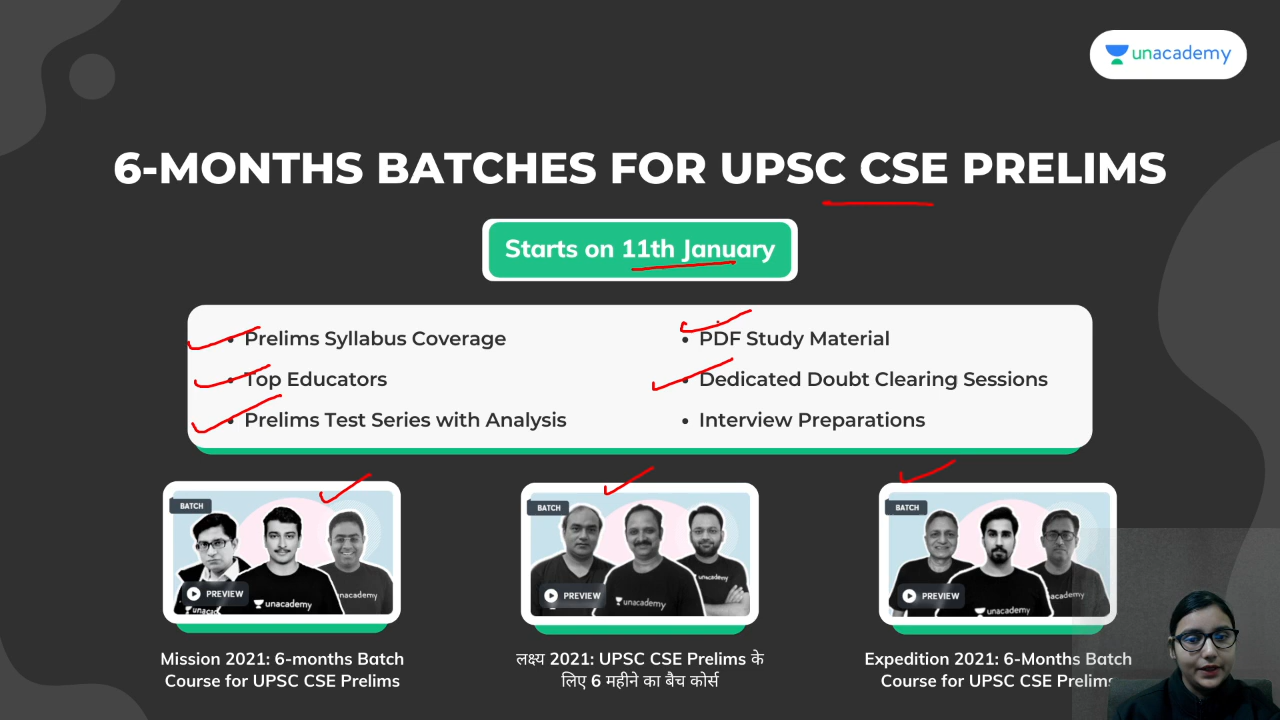 unacademy
6-MONTHS BATCHES FOR UPSC CSE PRELIMS
Starts on 11th January
• Prelims Syllabus Coverage
• Top Educators
• Prelims Test Series with Analysis
• PDF Study Material
• Dedicated Doubt Clearing Sessions
• Interview Preparations
BATCH
PREVIEW
unacademy
Mission 2021: 6-months Batch
Course for UPSC CSE Prelims
BATCH
PREVIEW
unacademy
unacademy
लक्ष्य 2021: UPSC CSE Prelims के
लिए 6 महीने का बैच कोर्स
BATCH
PREVIEW
unacademy
Expedition 2021: 6-Months Batch
Course for UPSC CSE Prelims